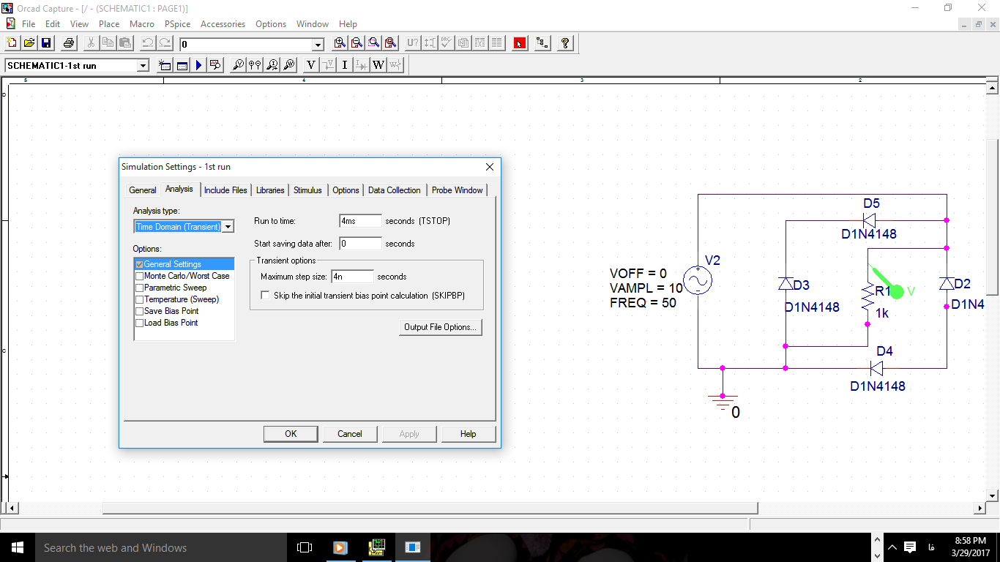 Orcad Capture - [/ - (SCHEMATIC1 : PAGE1)]
File Edit View Place Macro PSpice Accessories Options Window Help
0
U?
DRC
?
SCHEMATIC1-1st run
V I W
5 4 3 2
D
C
Simulation Settings - 1st run
General Analysis Include Files Libraries Stimulus Options Data Collection Probe Window
Analysis type:
Time Domain (Transient)
Options:
General Settings
Monte Carlo/Worst Case
Parametric Sweep
Temperature (Sweep)
Save Bias Point
Load Bias Point
Run to time: 4ms seconds (TSTOP)
Start saving data after: 0 seconds
Transient options
Maximum step size: 4n seconds
Skip the initial transient bias point calculation (SKIPBP)
Output File Options...
OK Cancel Apply Help
D5
D1N4148
V2
VOFF = 0
VAMPL = 10
FREQ = 50
D3
D1N4148
R1
1k
V
D2
D1N4
D4
D1N4148
0
Search the web and Windows
فا
8:58 PM
3/29/2017